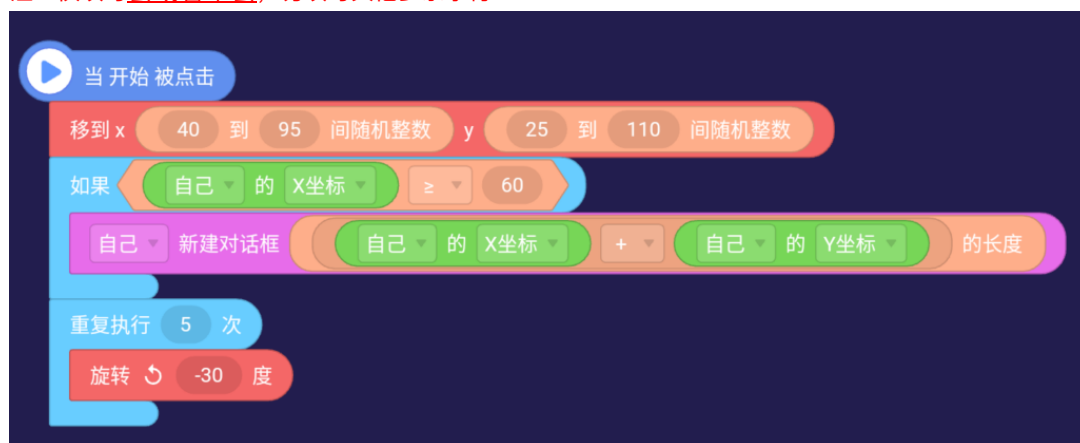 当 开始 被点击
移到 x 40 到 95 间随机整数 y 25 到 110 间随机整数
如果 自己 的 X坐标 ≥ 60
自己 新建对话框 自己 的 X坐标 + 自己 的 Y坐标 的长度
重复执行 5 次
旋转 -30 度